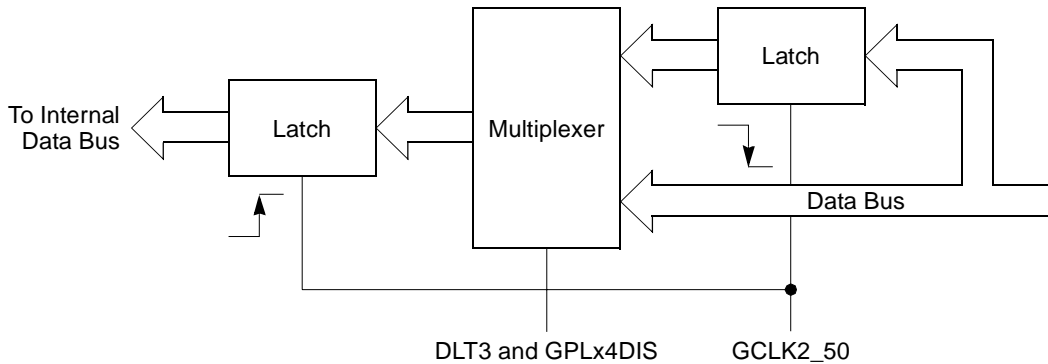 Latch
To Internal
Data Bus
Latch
Multiplexer
Data Bus
DLT3 and GPLx4DIS
GCLK2_50